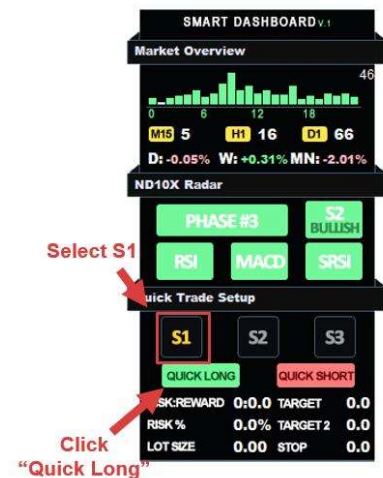 SMART DASHBOARD v.1
Market Overview
46
0 6 12 18
M15 5 H1 16 D1 66
D: -0.05% W: +0.31% MN: -2.01%
ND10X Radar
PHASE #3 S2 BULLISH
RSI MACD SRSI
Select S1
uick Trade Setup
S1 S2 S3
QUICK LONG QUICK SHORT
SK:REWARD 0:0.0 TARGET 0.0
RISK % 0.0% TARGET 2 0.0
LOT SIZE 0.00 STOP 0.0
Click
“Quick Long”